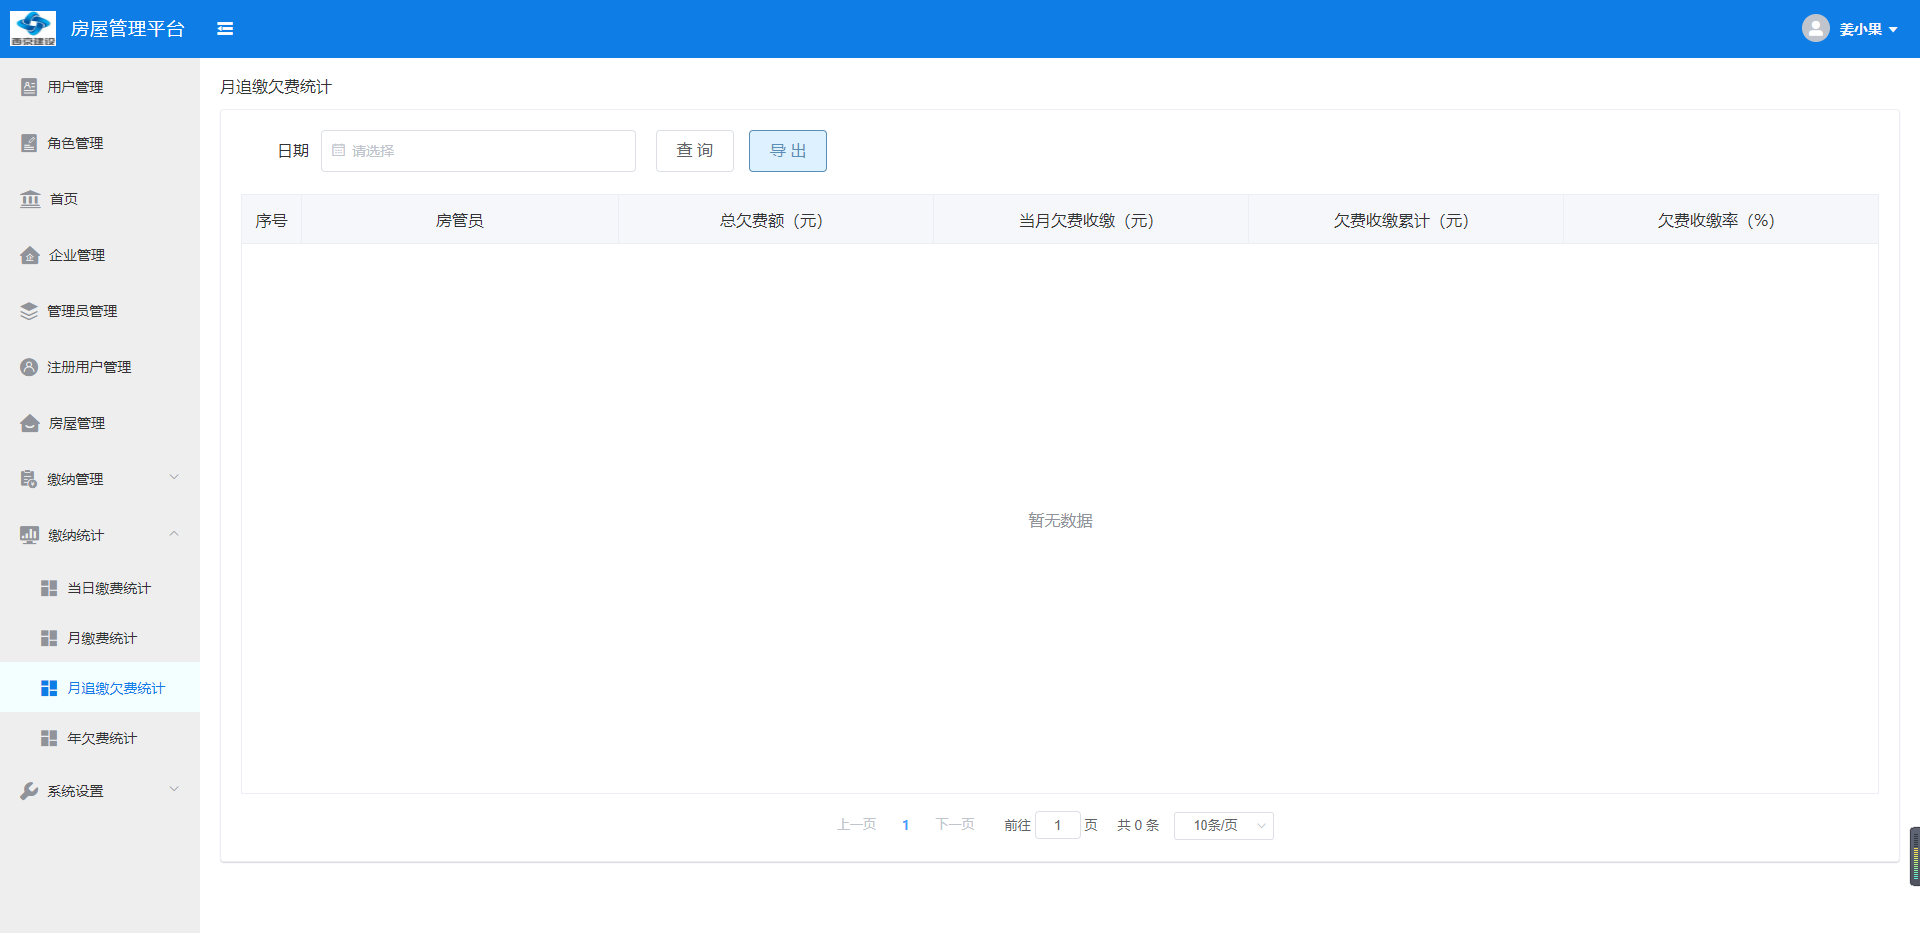 西京建设
房屋管理平台
姜小果
用户管理
角色管理
首页
企业管理
管理员管理
注册用户管理
房屋管理
缴纳管理
缴纳统计
当日缴费统计
月缴费统计
月追缴欠费统计
年欠费统计
系统设置
月追缴欠费统计
日期 请选择 查询 导出
序号 房管员 总欠费额（元） 当月欠费收缴（元） 欠费收缴累计（元） 欠费收缴率（%）
暂无数据
上一页 1 下一页 前往 1 页 共 0 条 10条/页